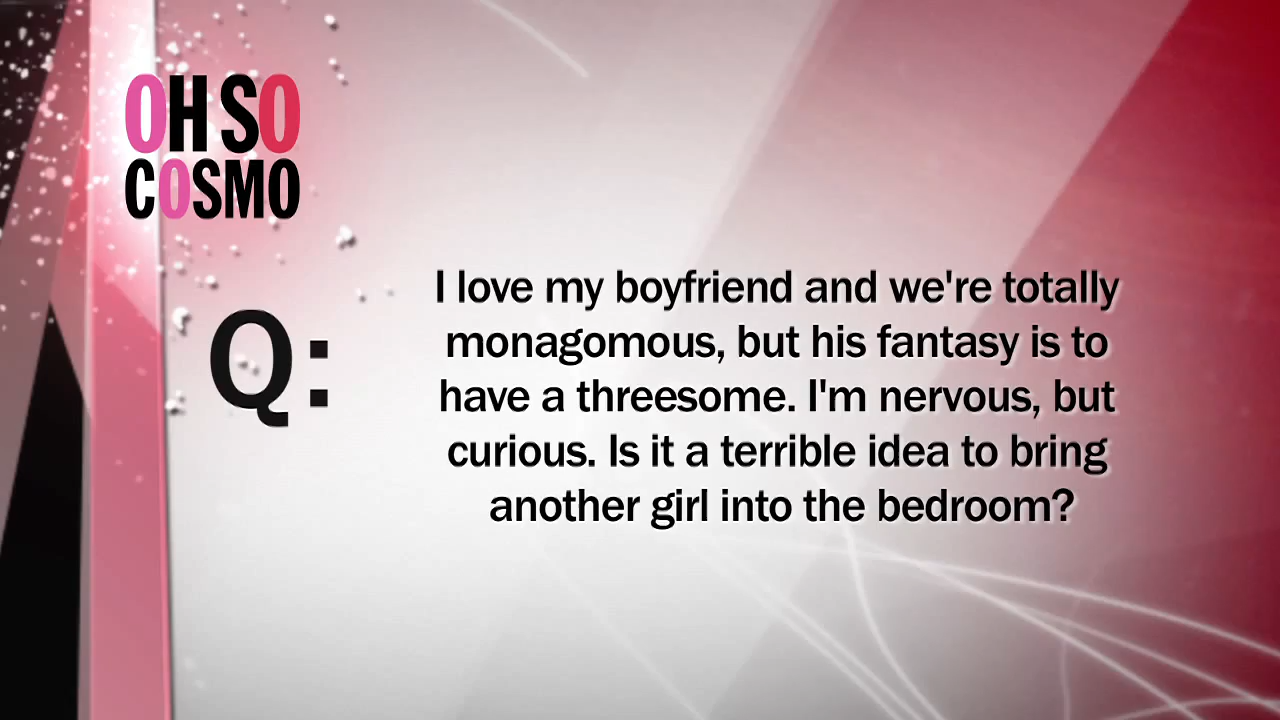 OH SO
COSMO
Q:
I love my boyfriend and we're totally
monagomous, but his fantasy is to
have a threesome. I'm nervous, but
curious. Is it a terrible idea to bring
another girl into the bedroom?